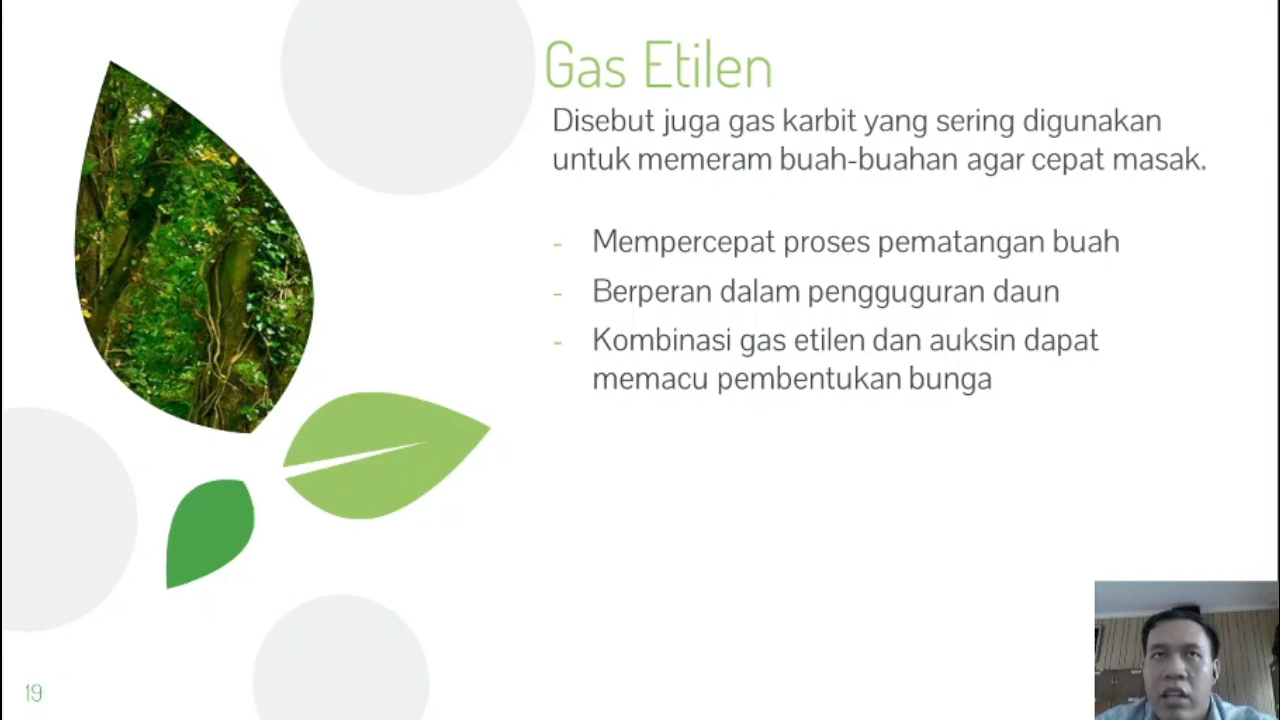 Gas Etilen
Disebut juga gas karbit yang sering digunakan
untuk memeram buah-buahan agar cepat masak.
- Mempercepat proses pematangan buah
- Berperan dalam pengguguran daun
- Kombinasi gas etilen dan auksin dapat
memacu pembentukan bunga
19